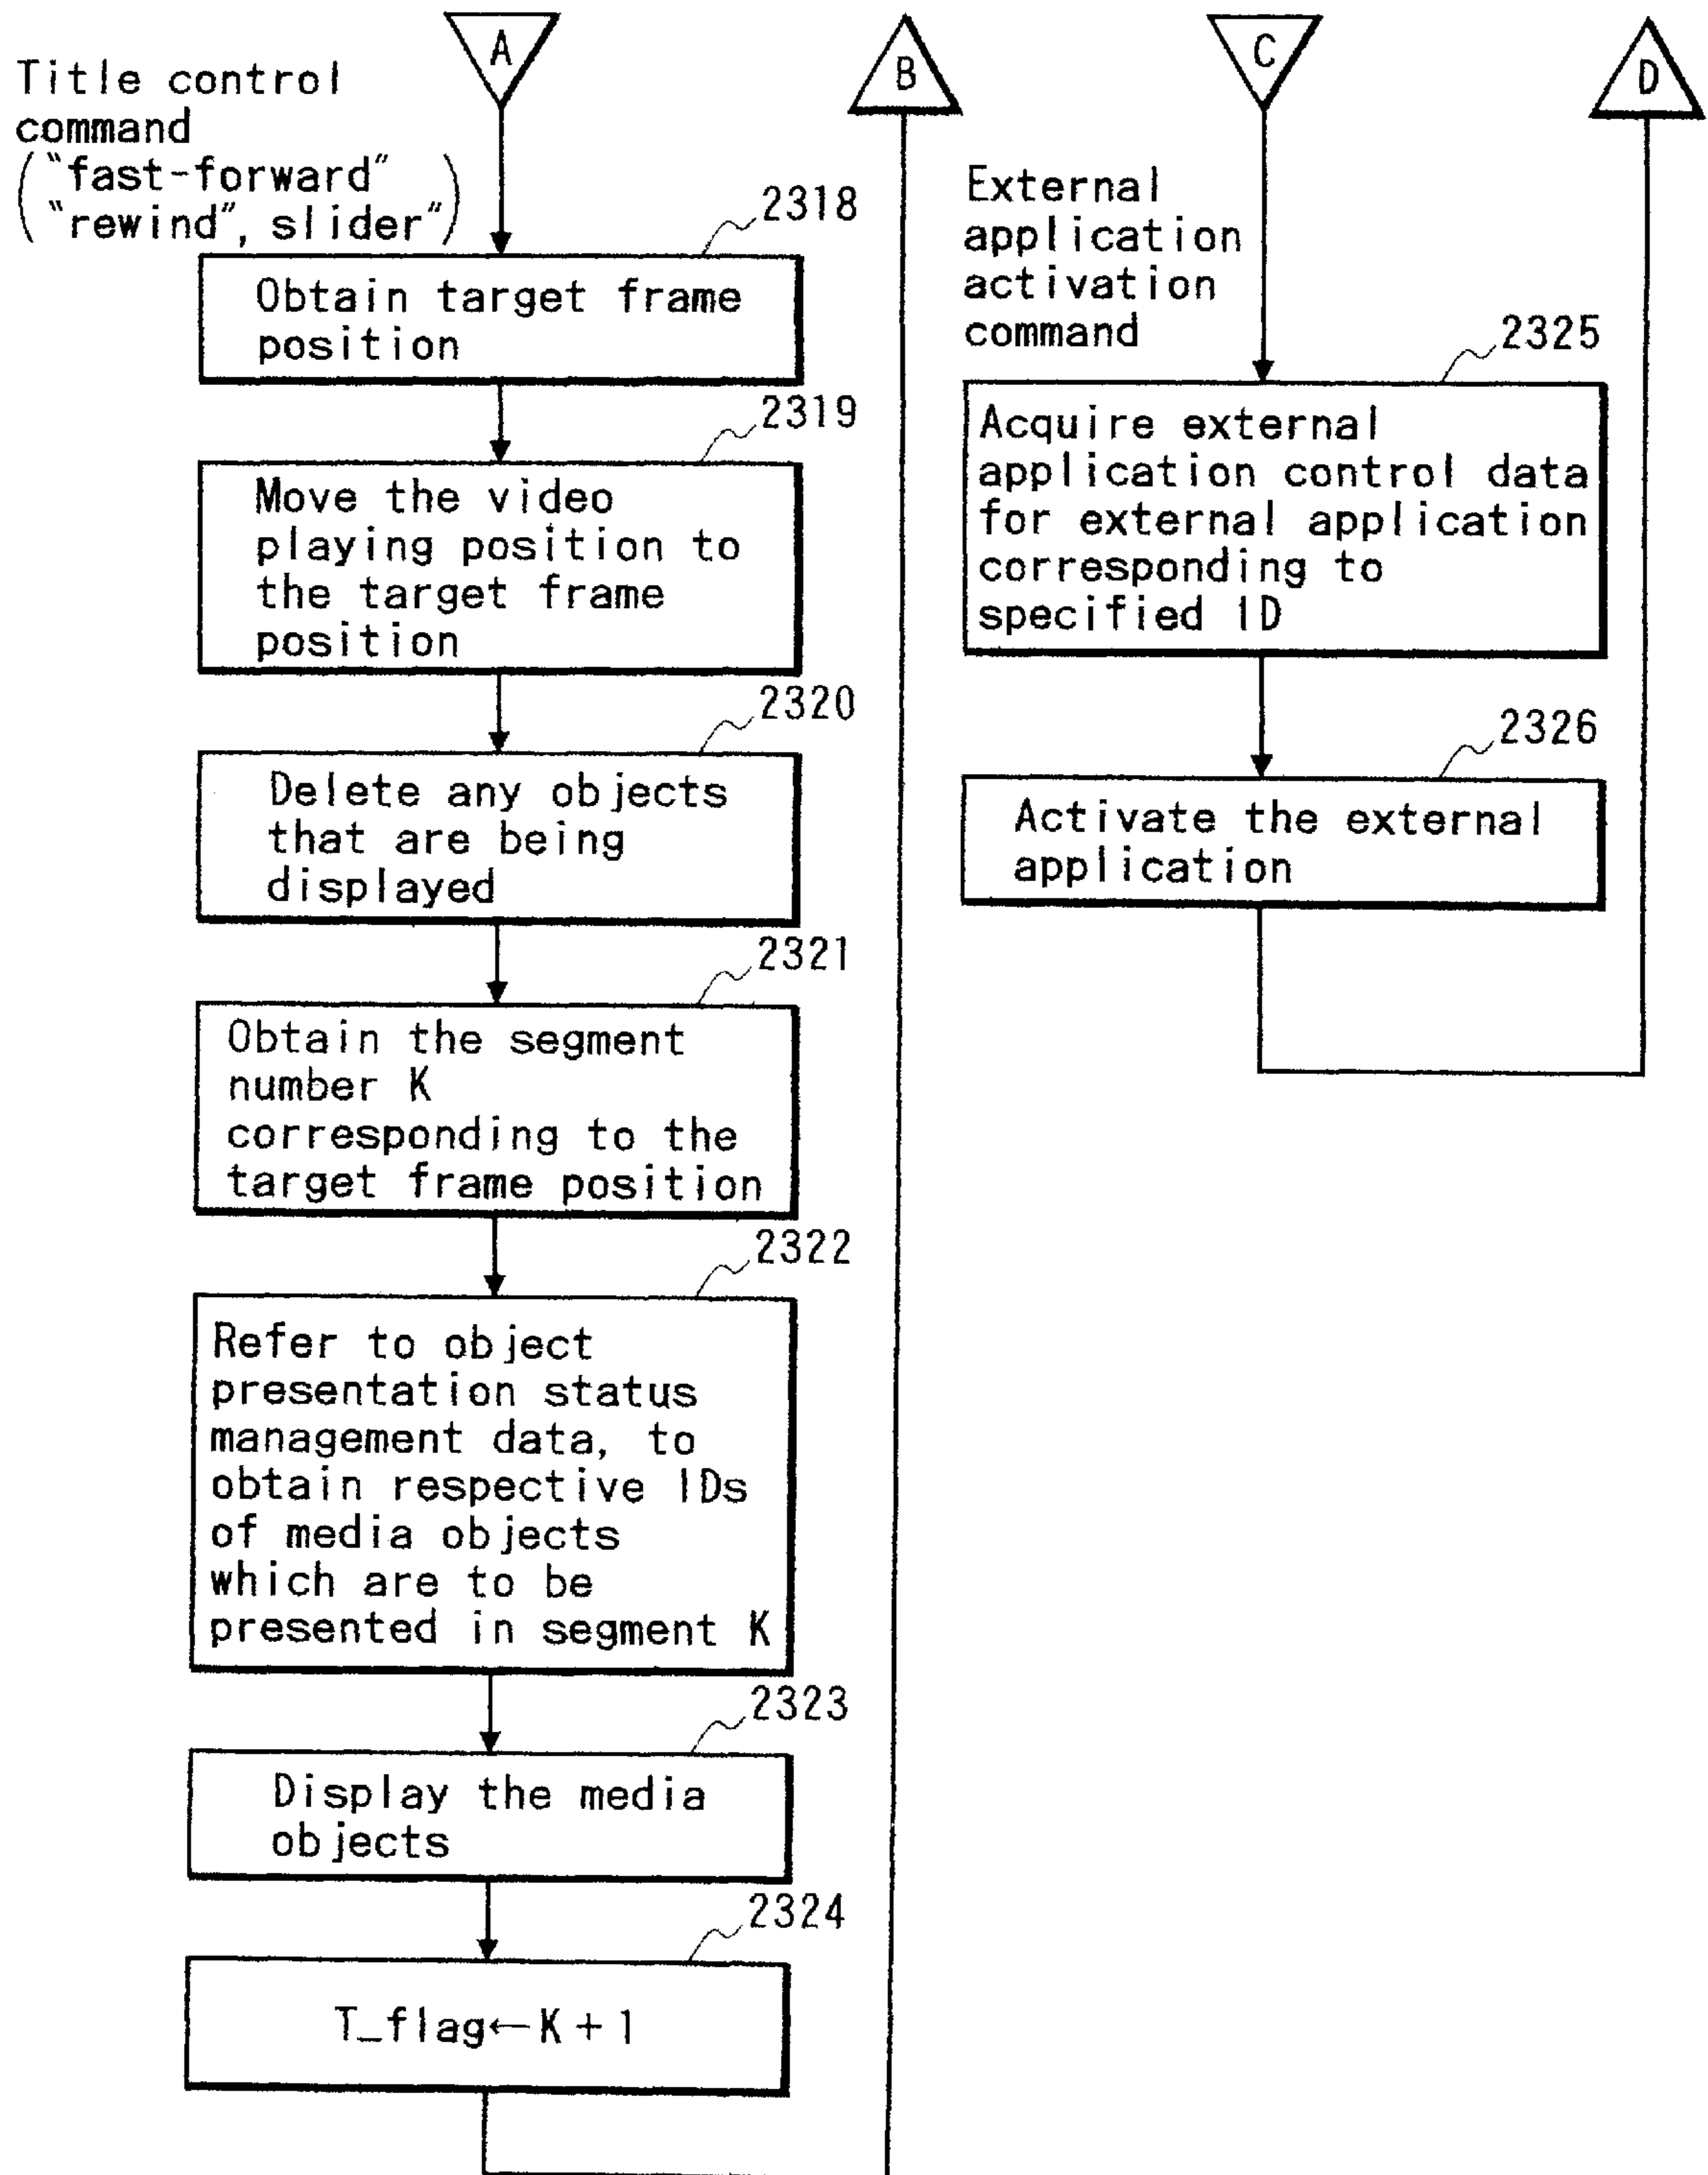 A
B
C
D
Title control
command
("fast-forward"
"rewind", slider")
2318
Obtain target frame
position
2319
Move the video
playing position to
the target frame
position
2320
Delete any objects
that are being
displayed
2321
Obtain the segment
number K
corresponding to the
target frame position
2322
Refer to object
presentation status
management data, to
obtain respective IDs
of media objects
which are to be
presented in segment K
2323
Display the media
objects
2324
T_flag←K+1
External
application
activation
command
2325
Acquire external
application control data
for external application
corresponding to
specified ID
2326
Activate the external
application